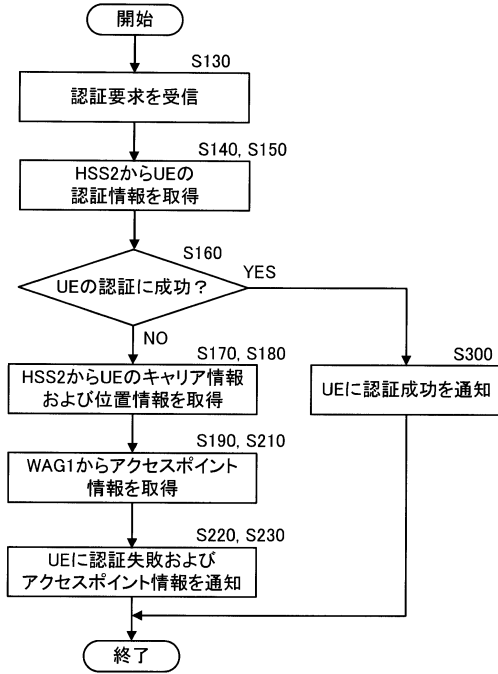 開始
S130
認証要求を受信
S140, S150
HSS2からUEの
認証情報を取得
S160
UEの認証に成功？
YES
NO
S170, S180
HSS2からUEのキャリア情報
および位置情報を取得
S300
UEに認証成功を通知
S190, S210
WAG1からアクセスポイント
情報を取得
S220, S230
UEに認証失敗および
アクセスポイント情報を通知
終了